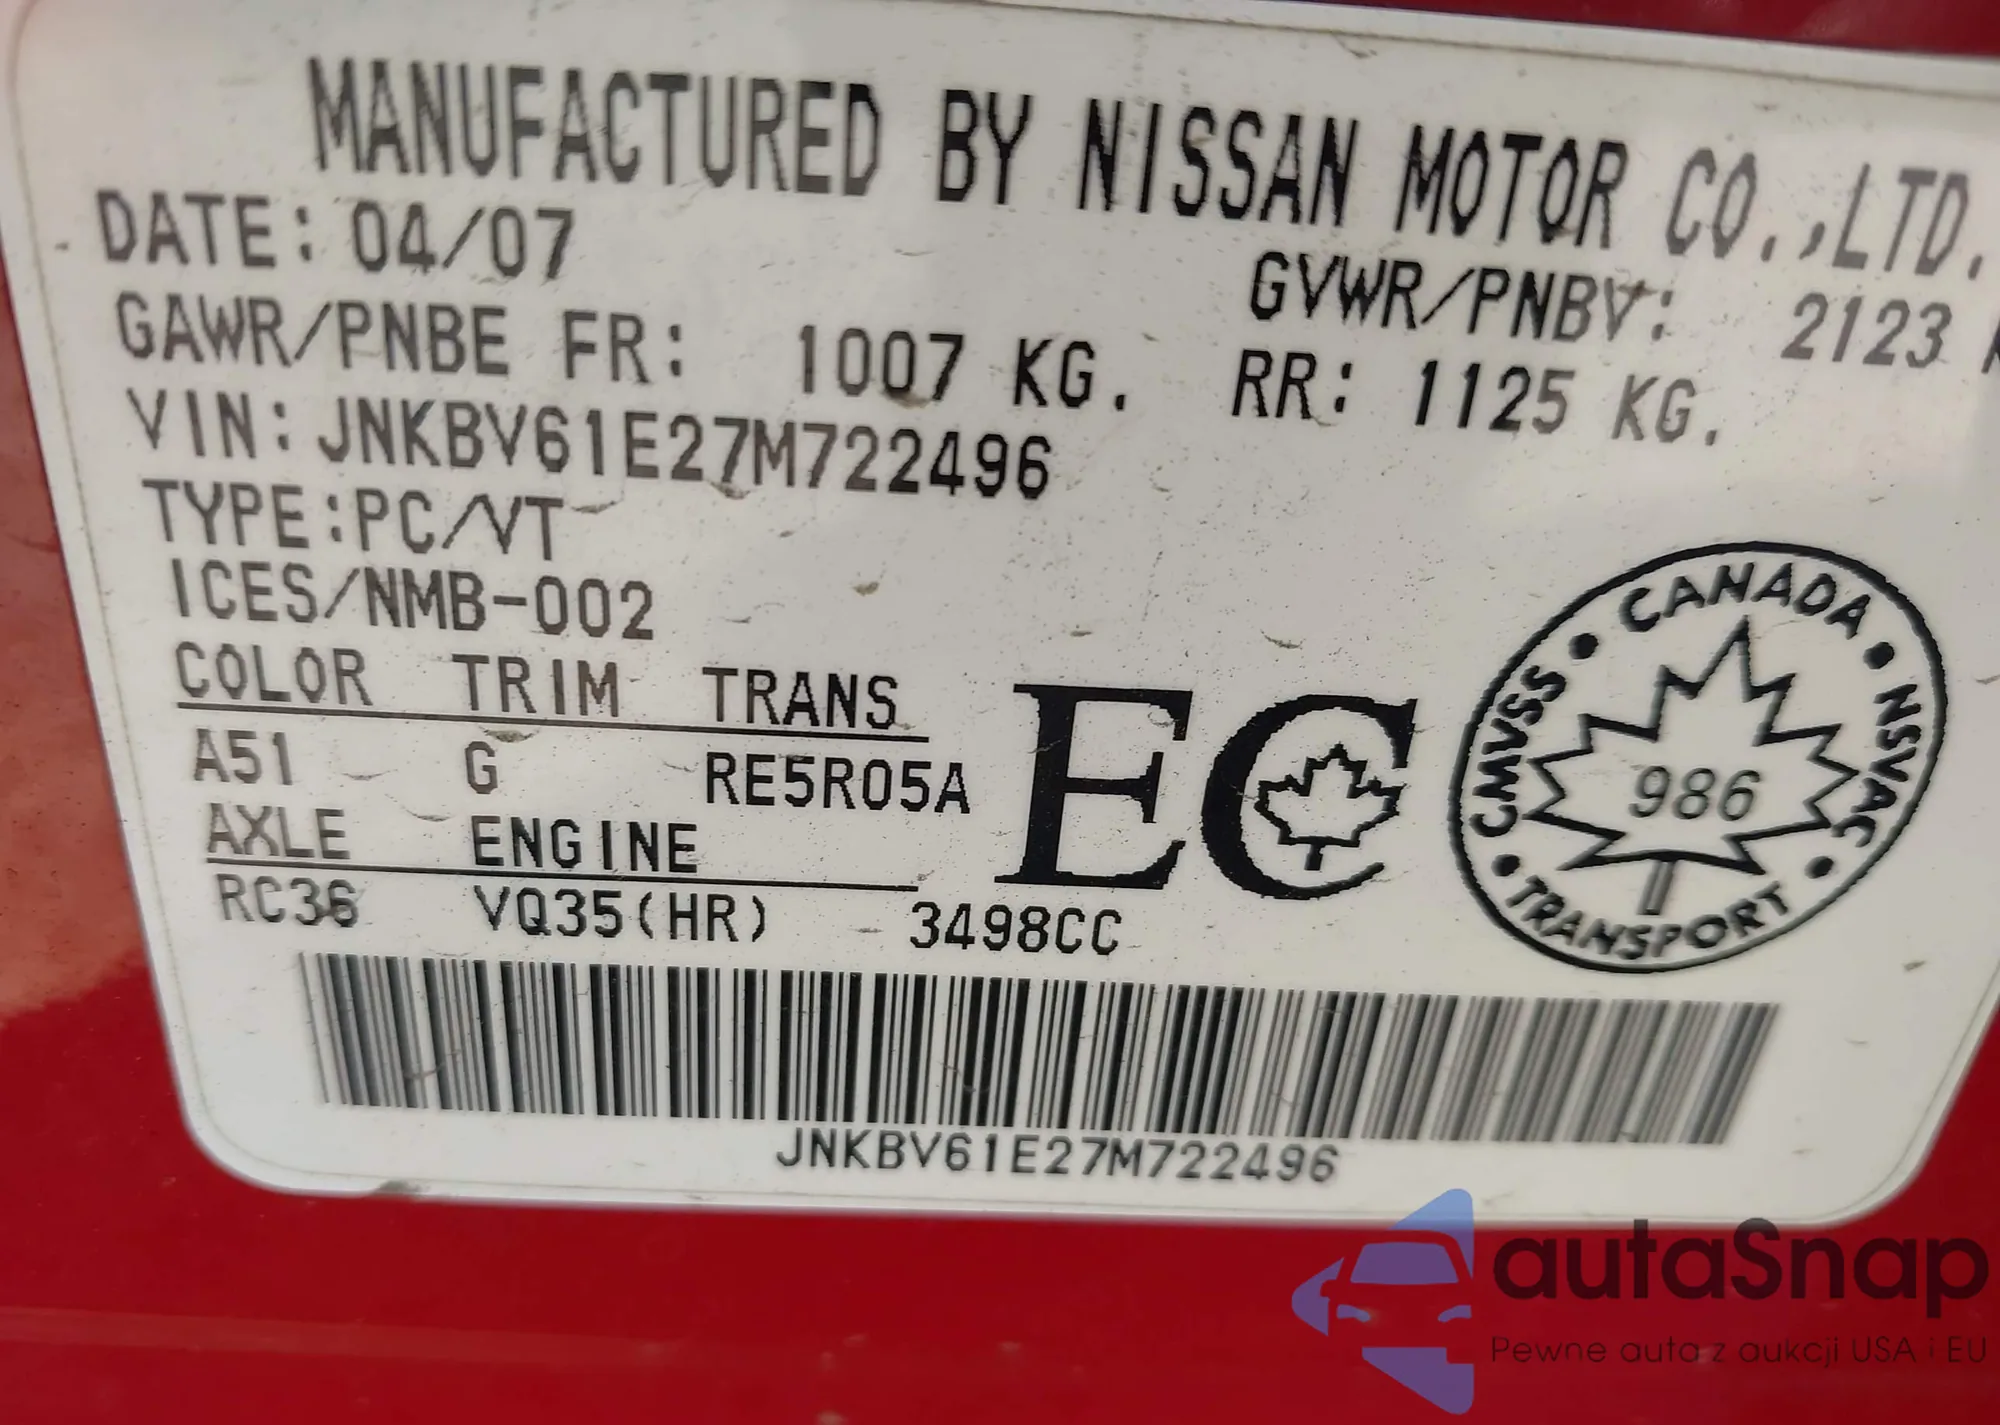 MANUFACTURED BY NISSAN MOTOR CO.,LTD.
DATE: 04/07 GVWR/PNBV: 2123
GAWR/PNBE FR: 1007 KG. RR: 1125 KG.
VIN: JNKBV61E27M722496
TYPE:PC/VT
ICES/NMB-002
COLOR TRIM TRANS
A51 G RE5R05A
AXLE ENGINE
RC36 VQ35(HR) 3498CC
EC
CANADA
CMVSS • 986 • NSVAC
• TRANSPORT •
JNKBV61E27M722496
autaSnap
Pewne auta z aukcji USA i EU